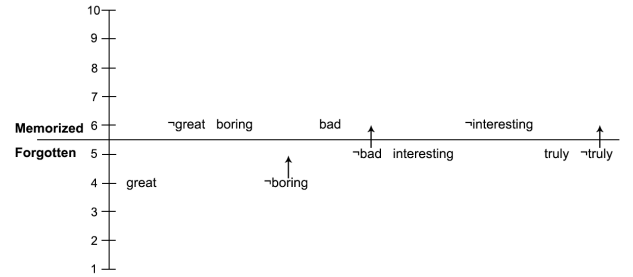 10
9
8
7
Memorized 6 ¬great boring bad ¬interesting
Forgotten 5 ¬bad interesting truly ¬truly
4 great ¬boring
3
2
1